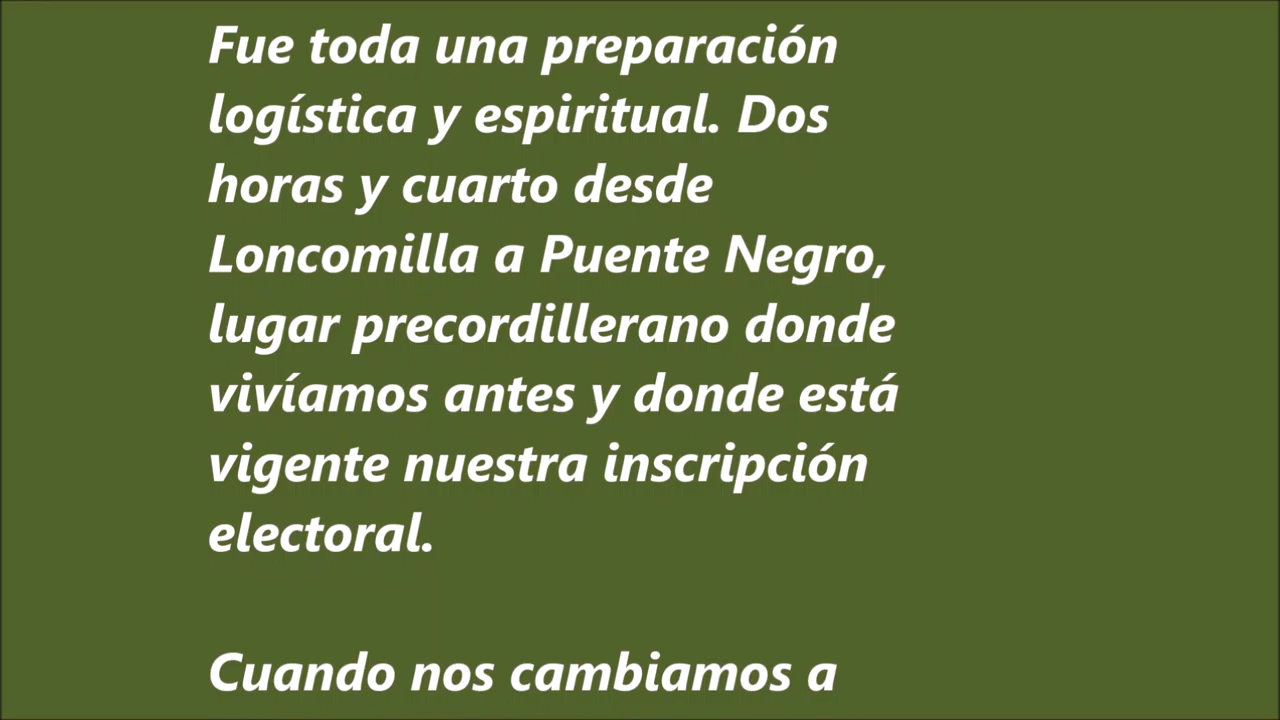 Fue toda una preparación
logística y espiritual. Dos
horas y cuarto desde
Loncomilla a Puente Negro,
lugar precordillerano donde
vivíamos antes y donde está
vigente nuestra inscripción
electoral.
Cuando nos cambiamos a